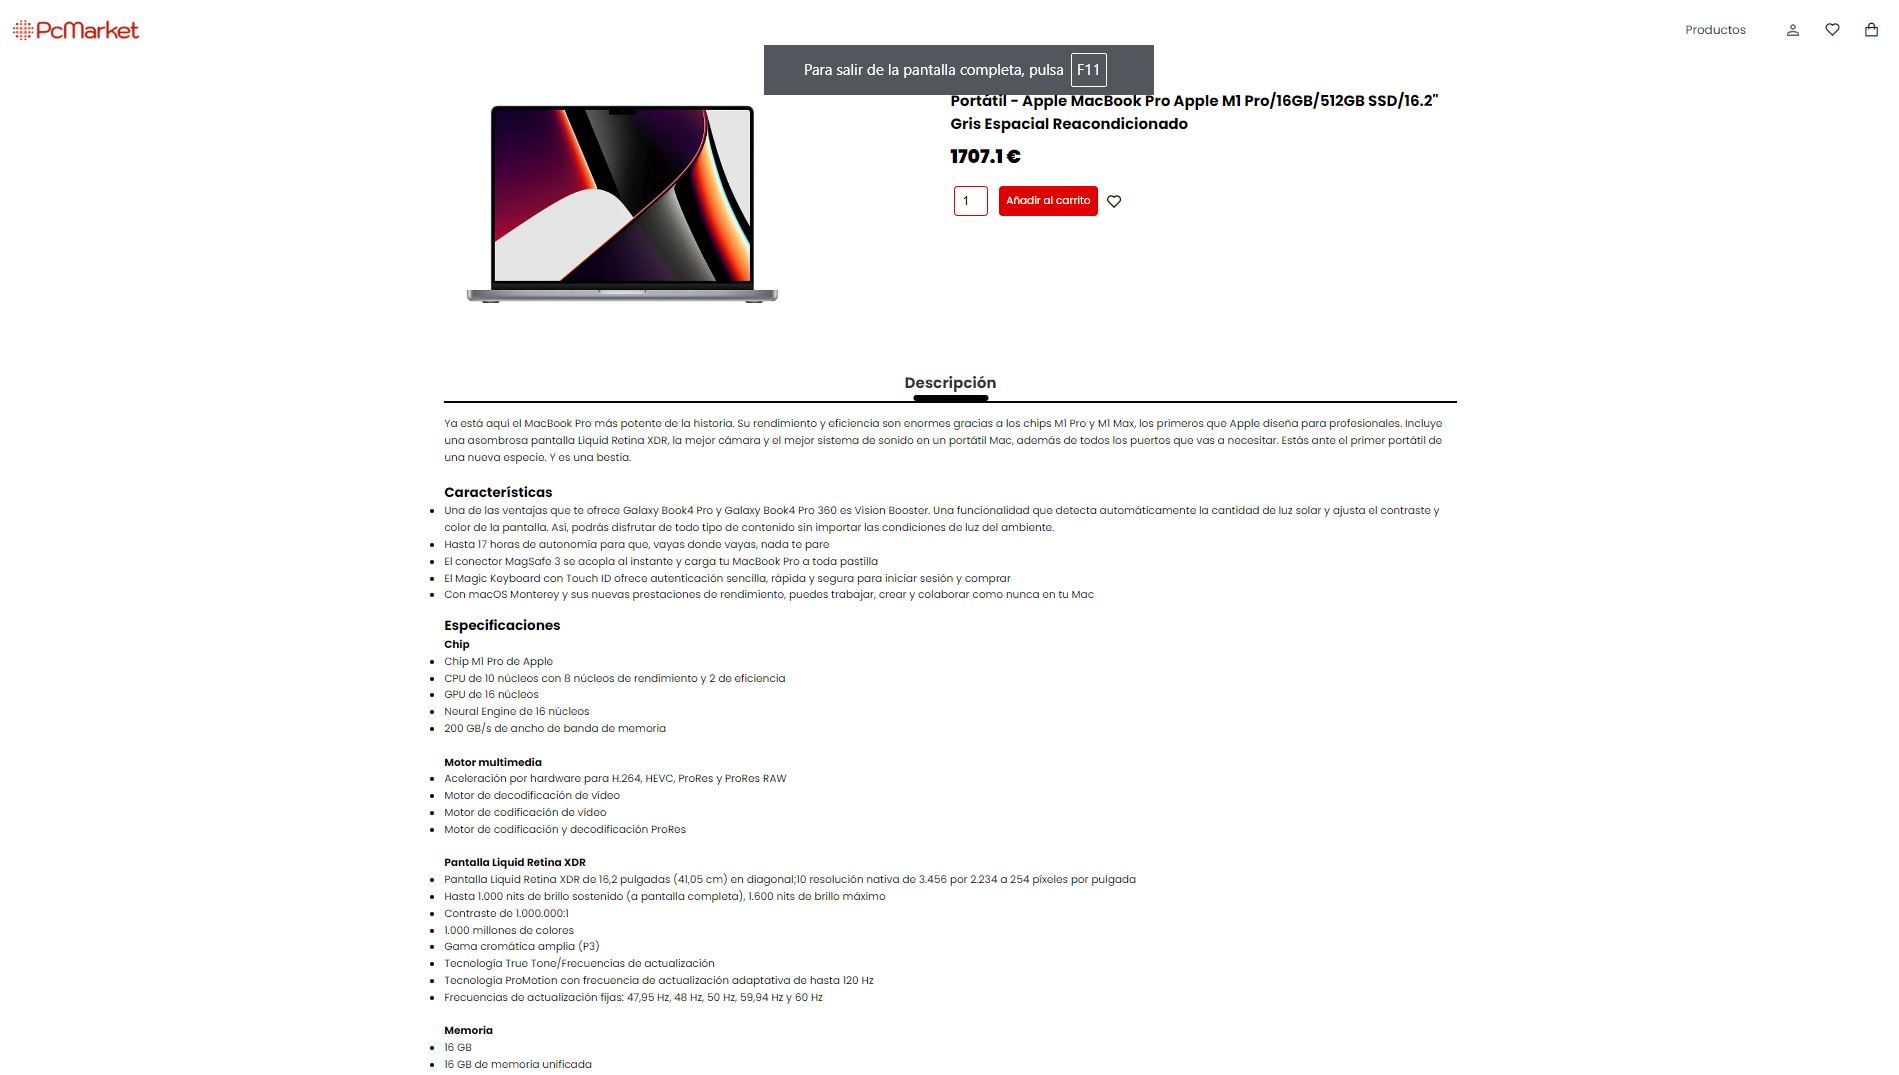 PcMarket
Productos
Para salir de la pantalla completa, pulsa F11
Portátil - Apple MacBook Pro Apple M1 Pro/16GB/512GB SSD/16.2"
Gris Espacial Reacondicionado
1707.1 €
1
Añadir al carrito
Descripción
Ya está aquí el MacBook Pro más potente de la historia. Su rendimiento y eficiencia son enormes gracias a los chips M1 Pro y M1 Max, los primeros que Apple diseña para profesionales. Incluye
una asombrosa pantalla Liquid Retina XDR, la mejor cámara y el mejor sistema de sonido en un portátil Mac, además de todos los puertos que vas a necesitar. Estás ante el primer portátil de
una nueva especie. Y es una bestia.
Características
Una de las ventajas que te ofrece Galaxy Book4 Pro y Galaxy Book4 Pro 360 es Vision Booster. Una funcionalidad que detecta automáticamente la cantidad de luz solar y ajusta el contraste y
color de la pantalla. Así, podrás disfrutar de todo tipo de contenido sin importar las condiciones de luz del ambiente.
Hasta 17 horas de autonomía para que, vayas donde vayas, nada te pare
El conector MagSafe 3 se acopla al instante y carga tu MacBook Pro a toda pastilla
El Magic Keyboard con Touch ID ofrece autenticación sencilla, rápida y segura para iniciar sesión y comprar
Con macOS Monterey y sus nuevas prestaciones de rendimiento, puedes trabajar, crear y colaborar como nunca en tu Mac
Especificaciones
Chip
Chip M1 Pro de Apple
CPU de 10 núcleos con 8 núcleos de rendimiento y 2 de eficiencia
GPU de 16 núcleos
Neural Engine de 16 núcleos
200 GB/s de ancho de banda de memoria
Motor multimedia
Aceleración por hardware para H.264, HEVC, ProRes y ProRes RAW
Motor de decodificación de vídeo
Motor de codificación de vídeo
Motor de codificación y decodificación ProRes
Pantalla Liquid Retina XDR
Pantalla Liquid Retina XDR de 16,2 pulgadas (41,05 cm) en diagonal;10 resolución nativa de 3.456 por 2.234 a 254 píxeles por pulgada
Hasta 1.000 nits de brillo sostenido (a pantalla completa), 1.600 nits de brillo máximo
Contraste de 1.000.000:1
1.000 millones de colores
Gama cromática amplia (P3)
Tecnología True Tone/Frecuencias de actualización
Tecnología ProMotion con frecuencia de actualización adaptativa de hasta 120 Hz
Frecuencias de actualización fijas: 47,95 Hz, 48 Hz, 50 Hz, 59,94 Hz y 60 Hz
Memoria
16 GB
16 GB de memoria unificada